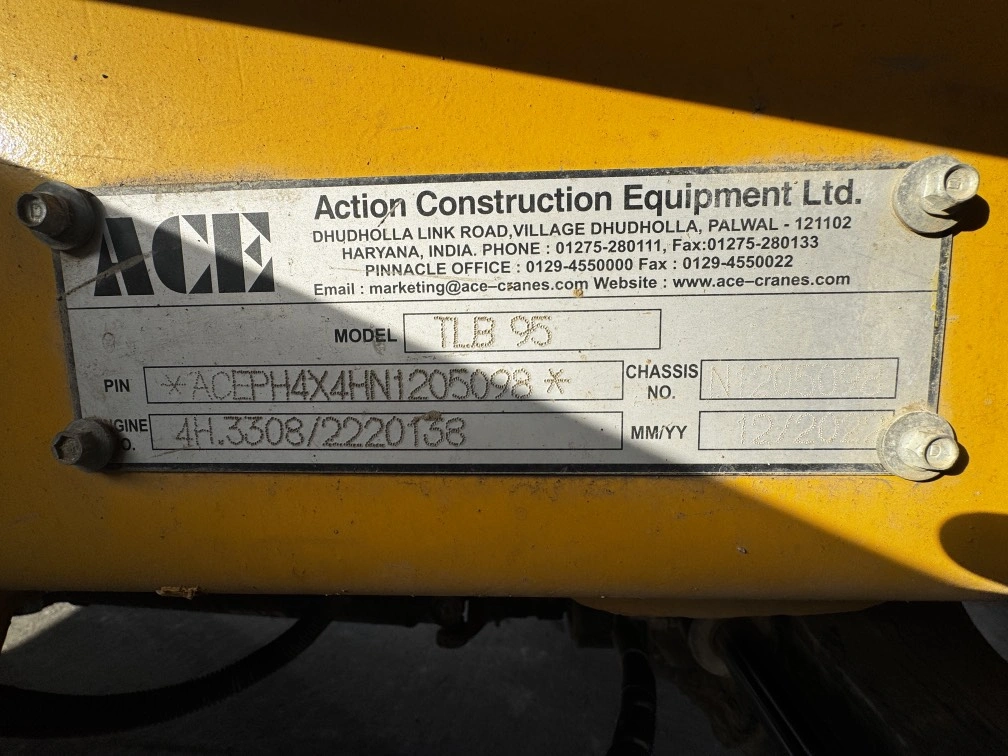 ACE
Action Construction Equipment Ltd.
DHUDHOLLA LINK ROAD,VILLAGE DHUDHOLLA, PALWAL - 121102
HARYANA, INDIA. PHONE : 01275-280111, Fax:01275-280133
PINNACLE OFFICE : 0129-4550000 Fax : 0129-4550022
Email : marketing@ace–cranes.com Website : www.ace–cranes.com
MODEL TLB 95
PIN *ACEPH4X4HN1205098* CHASSIS NO.
4H.3308/2220138 MM/YY